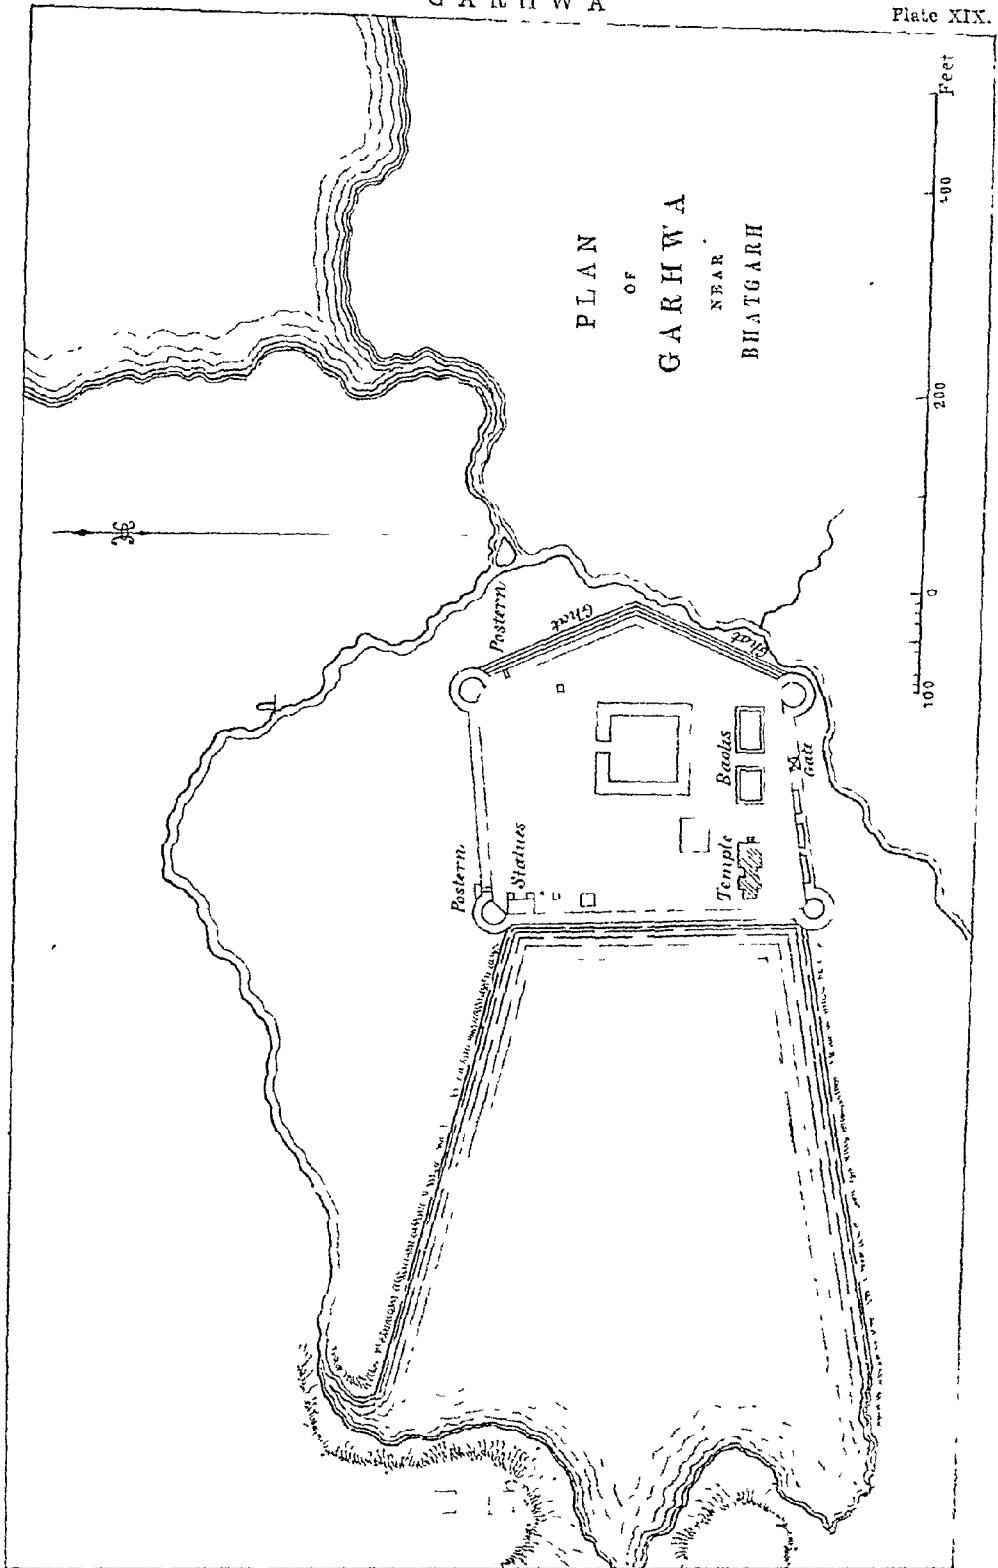 GARHWA
Plate XIX.
PLAN
OF
GARHWA
NEAR
BHATGARH
Feet
400
200
0
100
Postern
Ghat
Ghat
Postern
Statues
Temple
Baolis
Gate